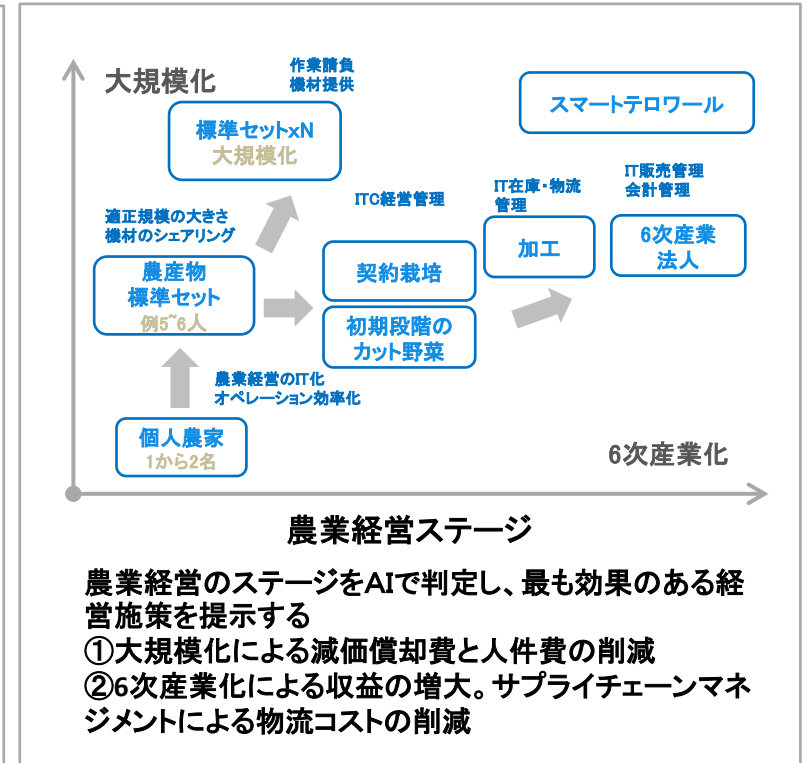 大規模化
作業請負
機材提供
標準セットxN
大規模化
スマートテロワール
適正規模の大きさ
機材のシェアリング
ITC経営管理
IT在庫・物流
管理
IT販売管理
会計管理
農産物
標準セット
例5~6人
契約栽培
初期段階の
カット野菜
加工
6次産業
法人
農業経営のIT化
オペレーション効率化
個人農家
1から2名
6次産業化
農業経営ステージ
農業経営のステージをAIで判定し、最も効果のある経
営施策を提示する
①大規模化による減価償却費と人件費の削減
②6次産業化による収益の増大。サプライチェーンマネ
ジメントによる物流コストの削減